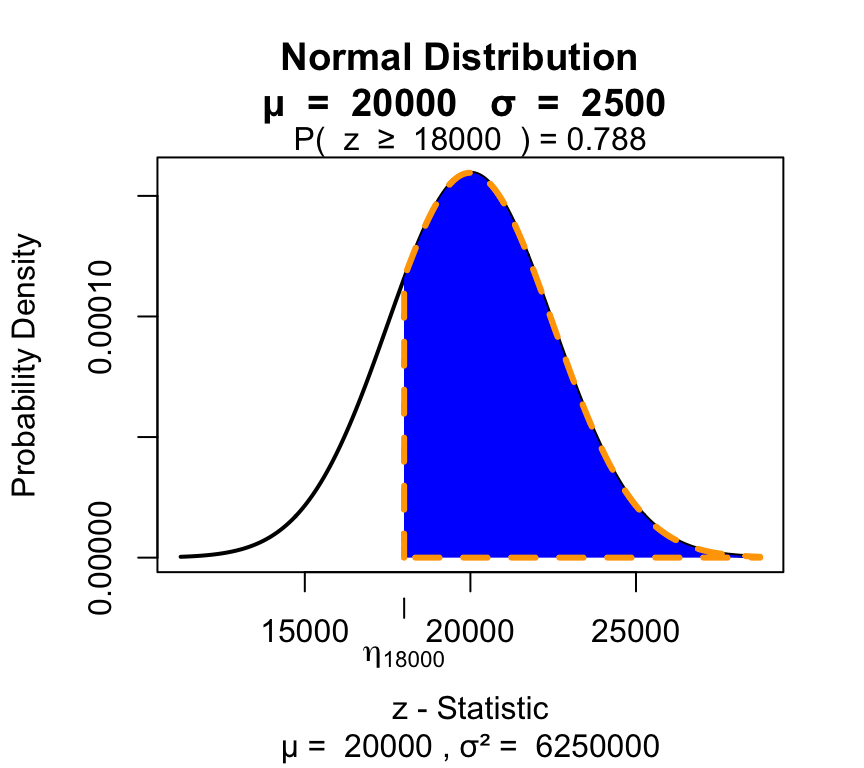 Normal Distribution
μ = 20000 σ = 2500
P( z ≥ 18000 ) = 0.788
Probability Density
0.00010
0.00000
15000 20000 25000
η18000
z - Statistic
μ = 20000 , σ² = 6250000